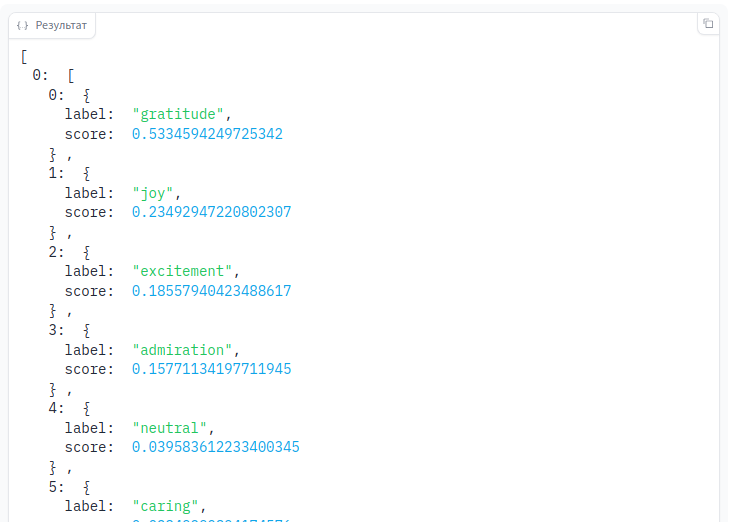 {.} Результат
[
0: [
0: {
label: "gratitude",
score: 0.5334594249725342
} ,
1: {
label: "joy",
score: 0.23492947220802307
} ,
2: {
label: "excitement",
score: 0.18557940423488617
} ,
3: {
label: "admiration",
score: 0.15771134197711945
} ,
4: {
label: "neutral",
score: 0.039583612233400345
} ,
5: {
label: "caring",